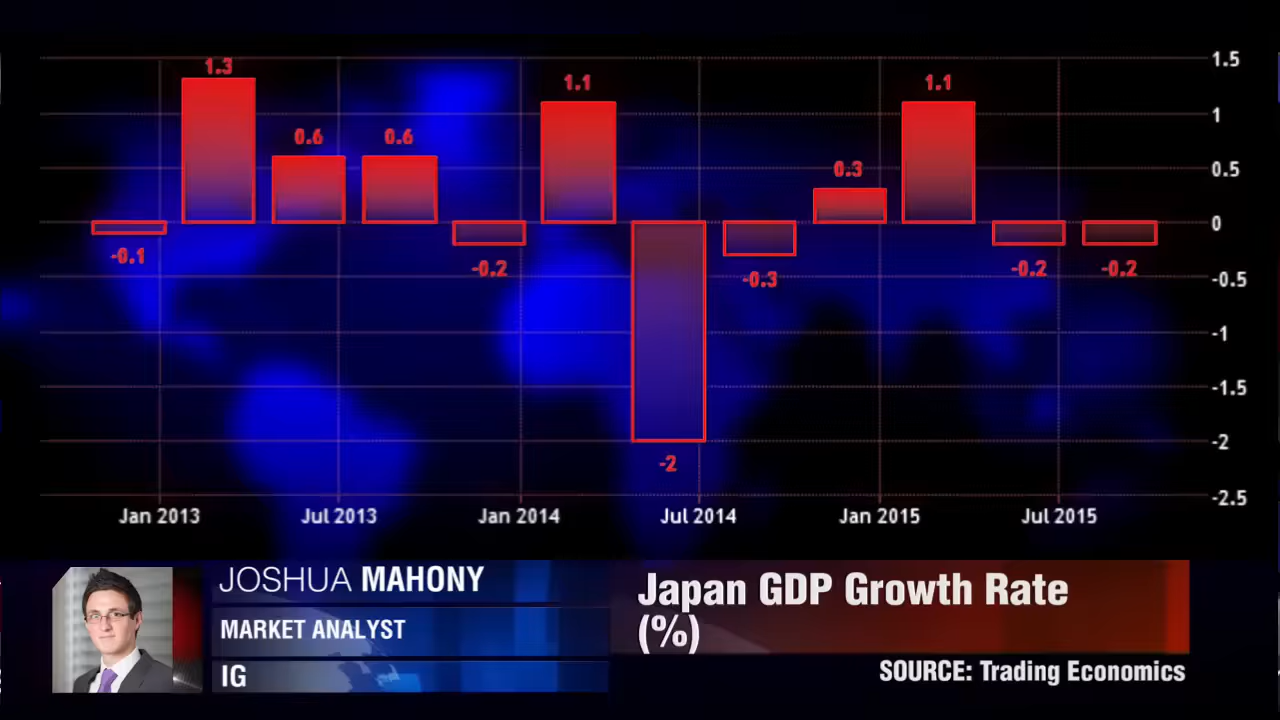 1.3
1.1
1.1
0.6
0.6
0.3
-0.1
-0.2
-0.3
-0.2
-0.2
-2
1.5
1
0.5
0
-0.5
-1
-1.5
-2
-2.5
Jan 2013
Jul 2013
Jan 2014
Jul 2014
Jan 2015
Jul 2015
JOSHUA MAHONY
MARKET ANALYST
IG
Japan GDP Growth Rate
(%)
SOURCE: Trading Economics